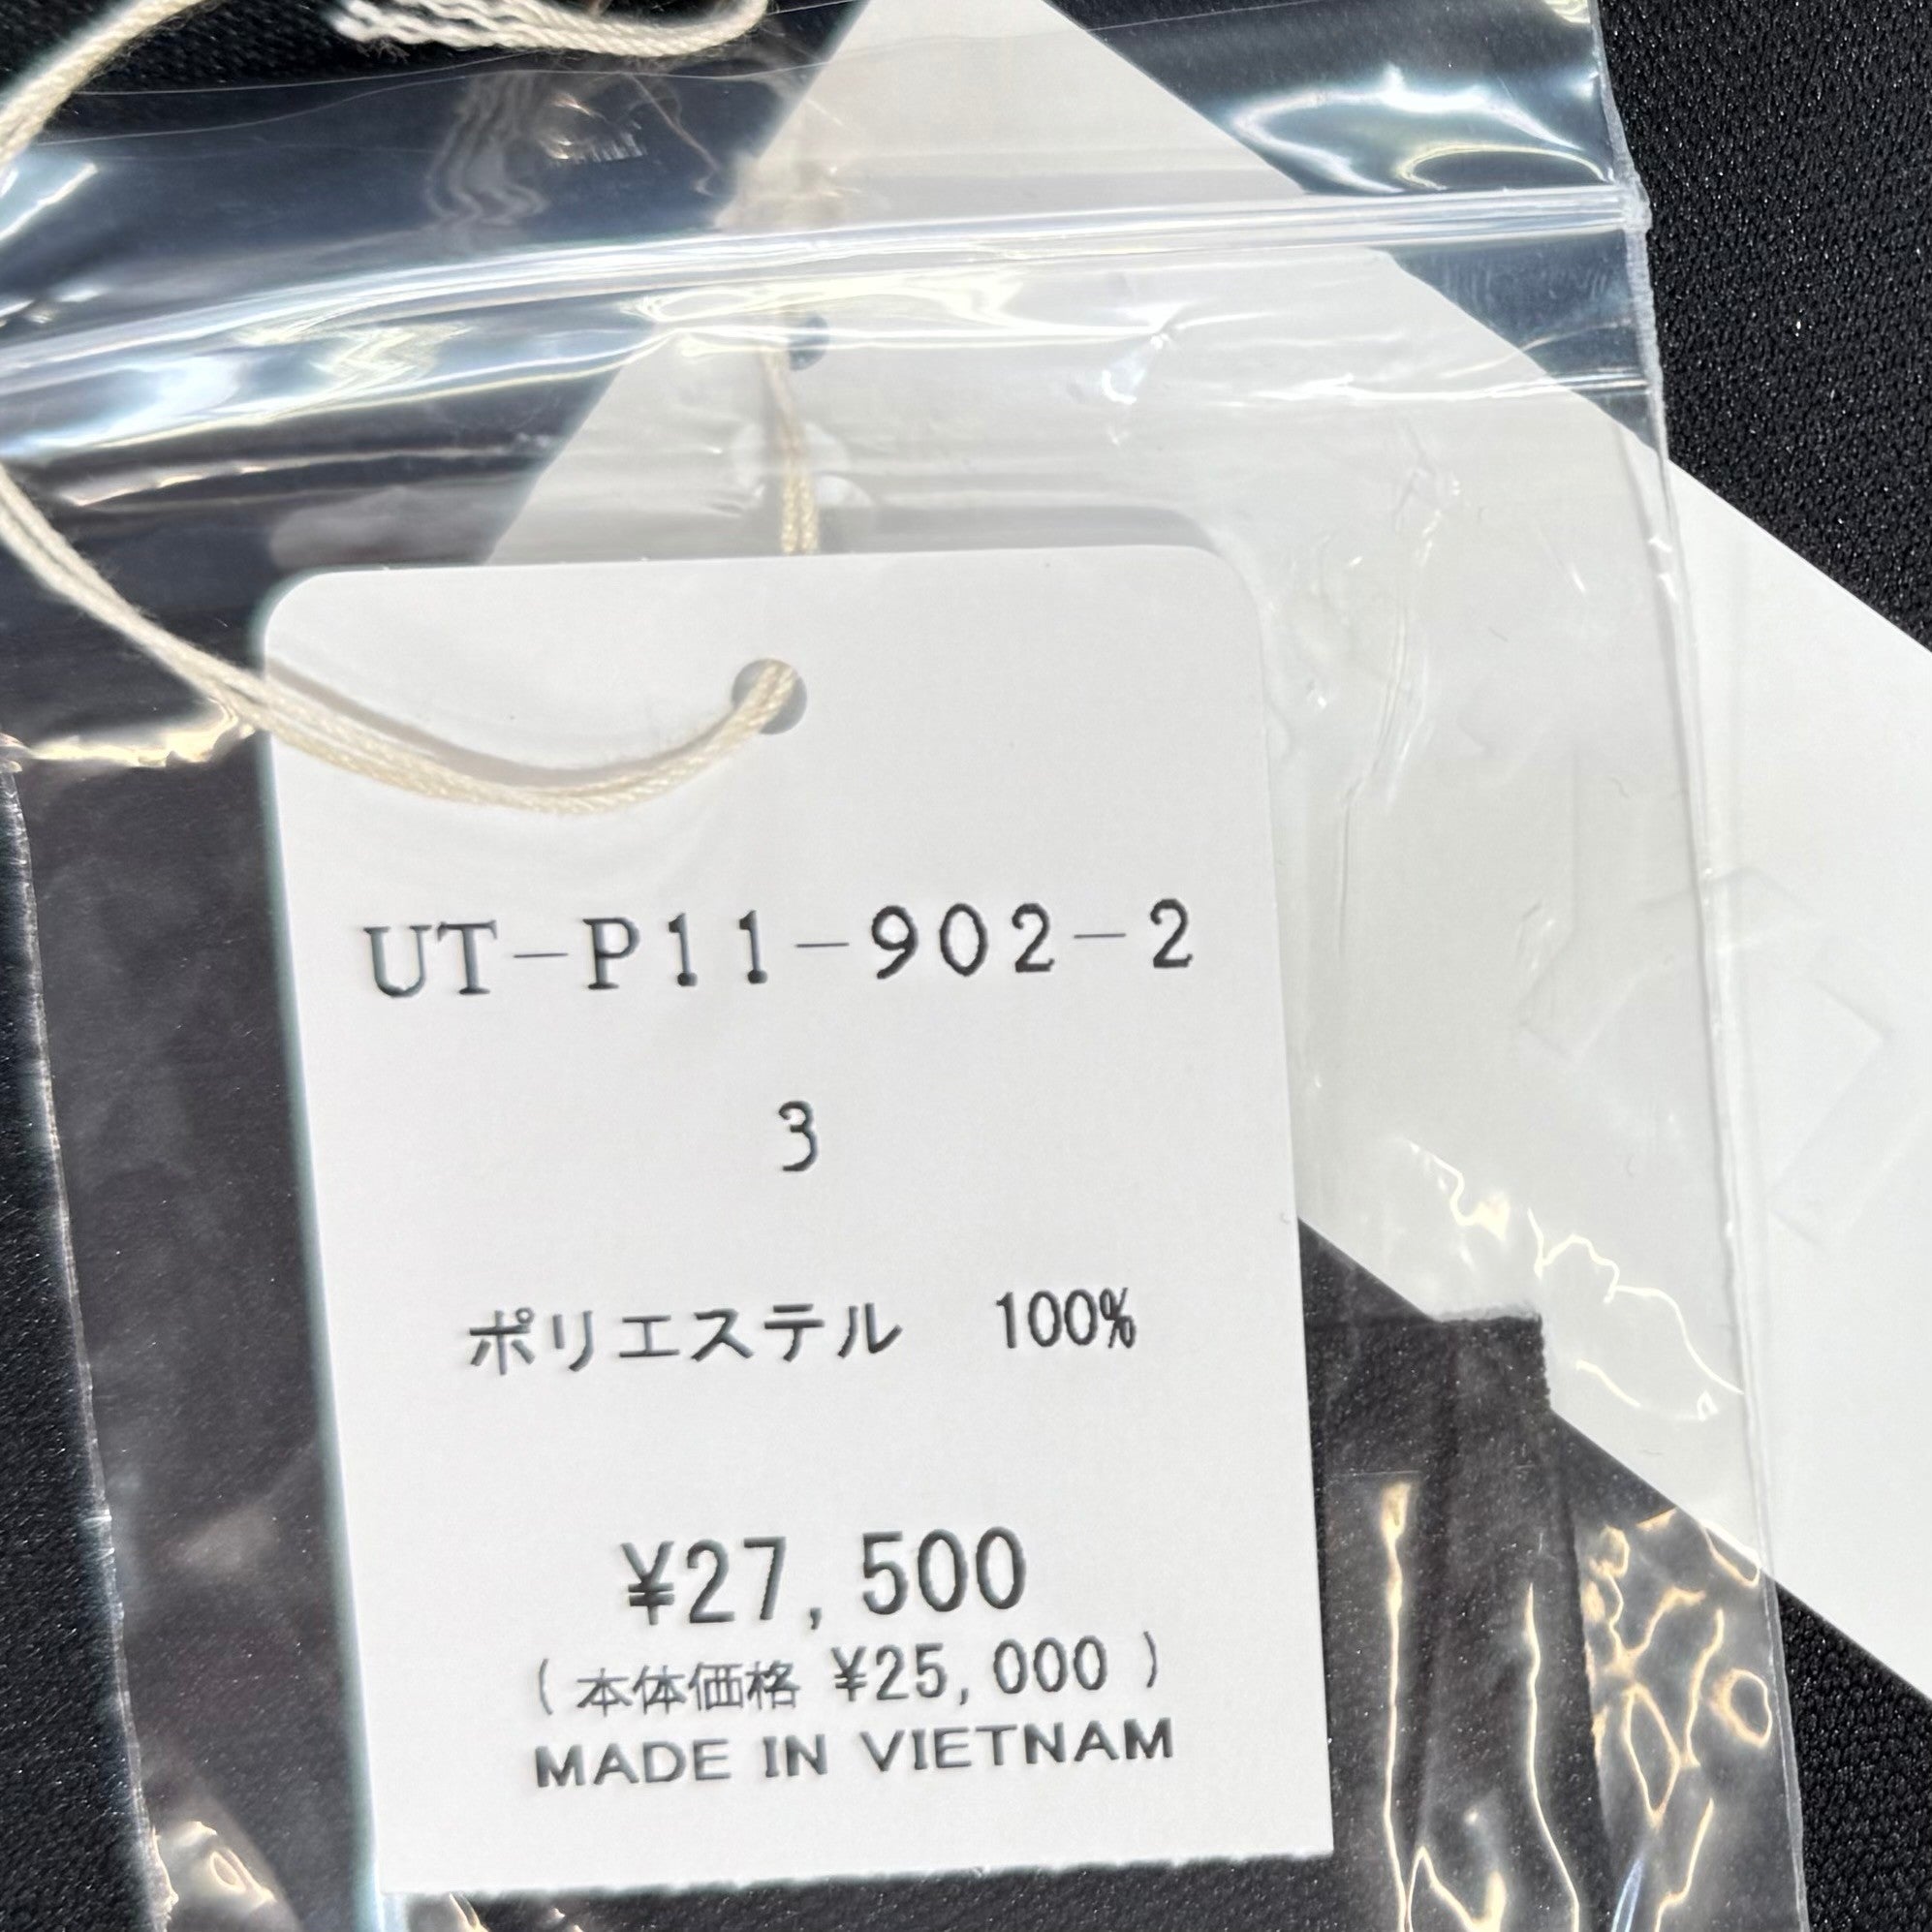 UT-P11-902-2
3
ポリエステル 100%
¥27,500
(本体価格 ¥25,000)
MADE IN VIETNAM